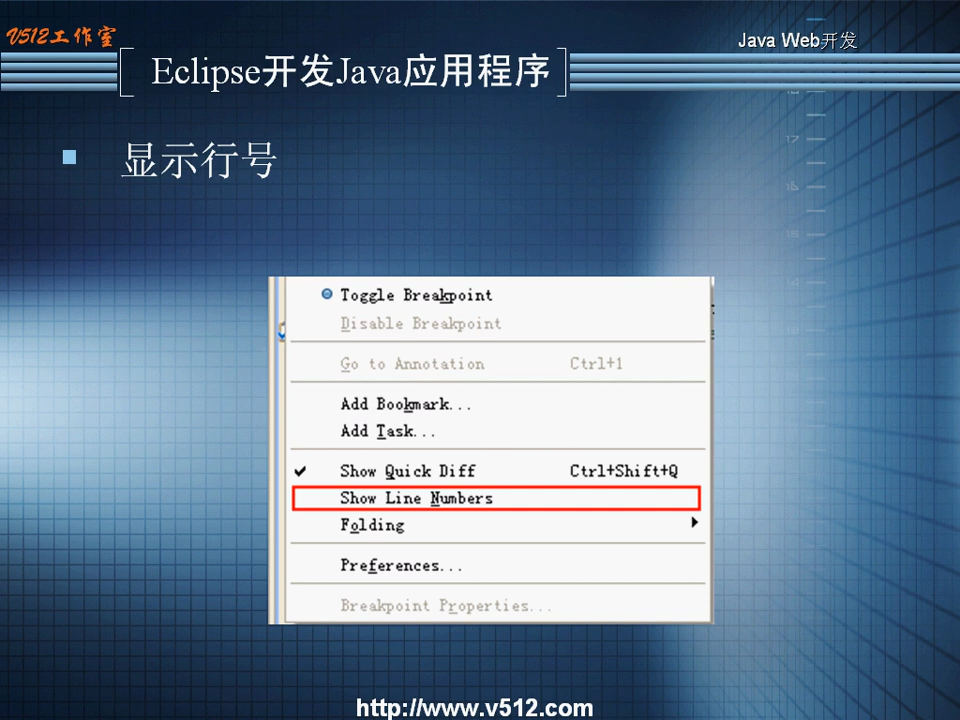 V512工作室
Java Web开发
Eclipse开发Java应用程序
显示行号
Toggle Breakpoint
Disable Breakpoint
Go to Annotation Ctrl+1
Add Bookmark...
Add Task...
Show Quick Diff Ctrl+Shift+Q
Show Line Numbers
Folding
Preferences...
Breakpoint Properties...
17
16
15
http://www.v512.com